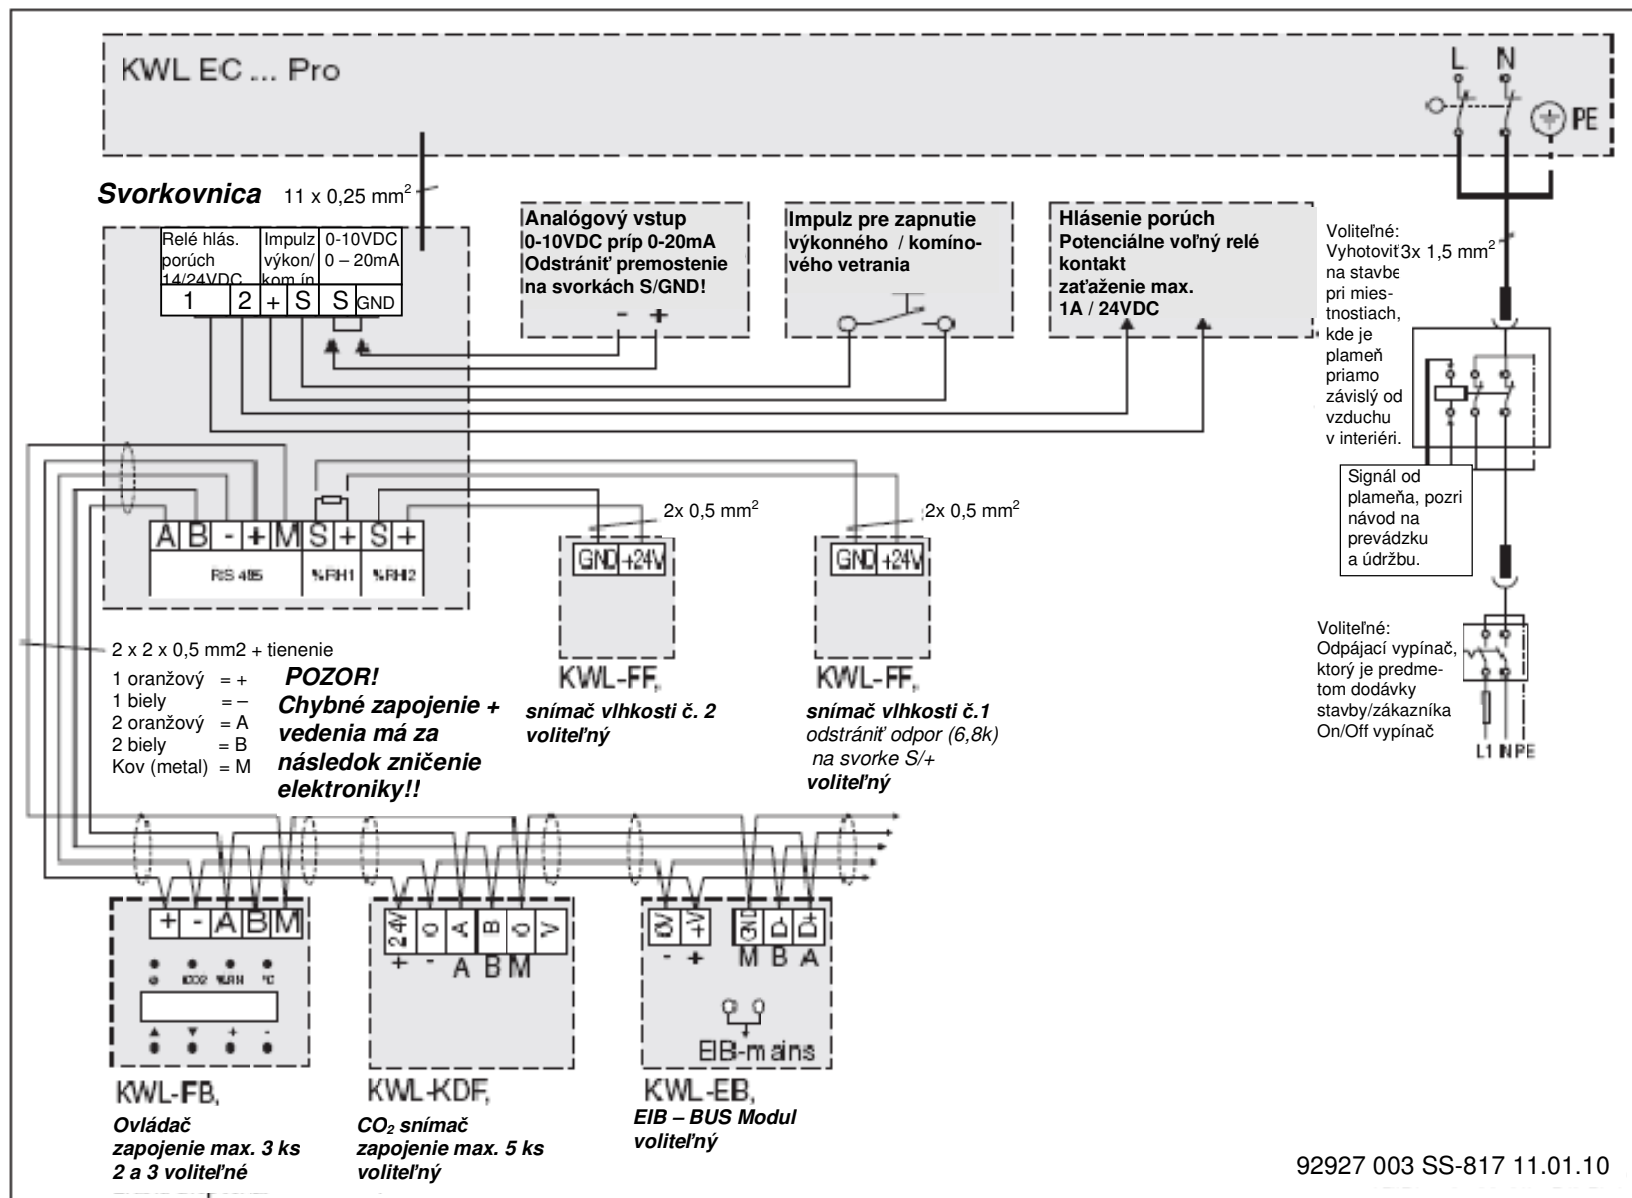 KWL EC ... Pro
L N
PE
Svorkovnica 11 x 0,25 mm²
Relé hlás.
porúch
14/24VDC
Impulz
výkon/
kom ín
0-10VDC
0 – 20mA
1 2 + S S GND
Analógový vstup
0-10VDC príp 0-20mA
Odstrániť premostenie
na svorkách S/GND!
- +
Impulz pre zapnutie
výkonného / komíno-
vého vetrania
Hlásenie porúch
Potenciálne voľný relé
kontakt
zaťaženie max.
1A / 24VDC
Voliteľné:
Vyhotoviť 3x 1,5 mm²
na stavbe
pri mies-
tnostiach,
kde je
plameň
priamo
závislý od
vzduchu
v interiéri.
Signál od
plameňa, pozri
návod na
prevádzku
a údržbu.
A B - + M S + S +
RS 485 %RH1 %RH2
2x 0,5 mm²
GND +24V
KWL-FF,
snímač vlhkosti č. 2
voliteľný
2x 0,5 mm²
GND +24V
KWL-FF,
snímač vlhkosti č.1
odstrániť odpor (6,8k)
na svorke S/+
voliteľný
Voliteľné:
Odpájací vypínač,
ktorý je predme-
tom dodávky
stavby/zákazníka
On/Off vypínač
L1 N PE
2 x 2 x 0,5 mm2 + tienenie
1 oranžový = +
1 biely = –
2 oranžový = A
2 biely = B
Kov (metal) = M
POZOR!
Chybné zapojenie +
vedenia má za
následok zničenie
elektroniky!!
+ - A B M
CO2 %RH °C
▲ ▼ + -
KWL-FB,
Ovládač
zapojenie max. 3 ks
2 a 3 voliteľné
24V 0 A B 0 V
+ - A B M
KWL-KDF,
CO₂ snímač
zapojenie max. 5 ks
voliteľný
0V +V GND D- D+
- + M B A
EIB-mains
KWL-EB,
EIB – BUS Modul
voliteľný
92927 003 SS-817 11.01.10